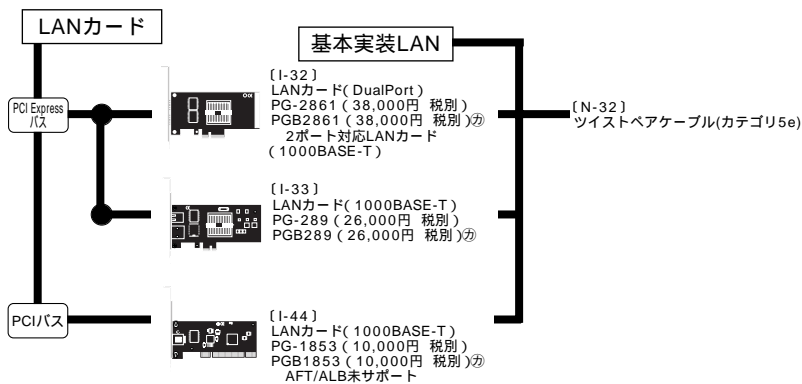 LANカード
基本実装LAN
PCI Express
バス
〔I-32〕
LANカード(DualPort)
PG-2861(38,000円 税別)
PGB2861(38,000円 税別)㋕
2ポート対応LANカード
(1000BASE-T)
〔N-32〕
ツイストペアケーブル(カテゴリ5e)
〔I-33〕
LANカード(1000BASE-T)
PG-289(26,000円 税別)
PGB289(26,000円 税別)㋕
PCIバス
〔I-44〕
LANカード(1000BASE-T)
PG-1853(10,000円 税別)
PGB1853(10,000円 税別)㋕
AFT/ALB未サポート